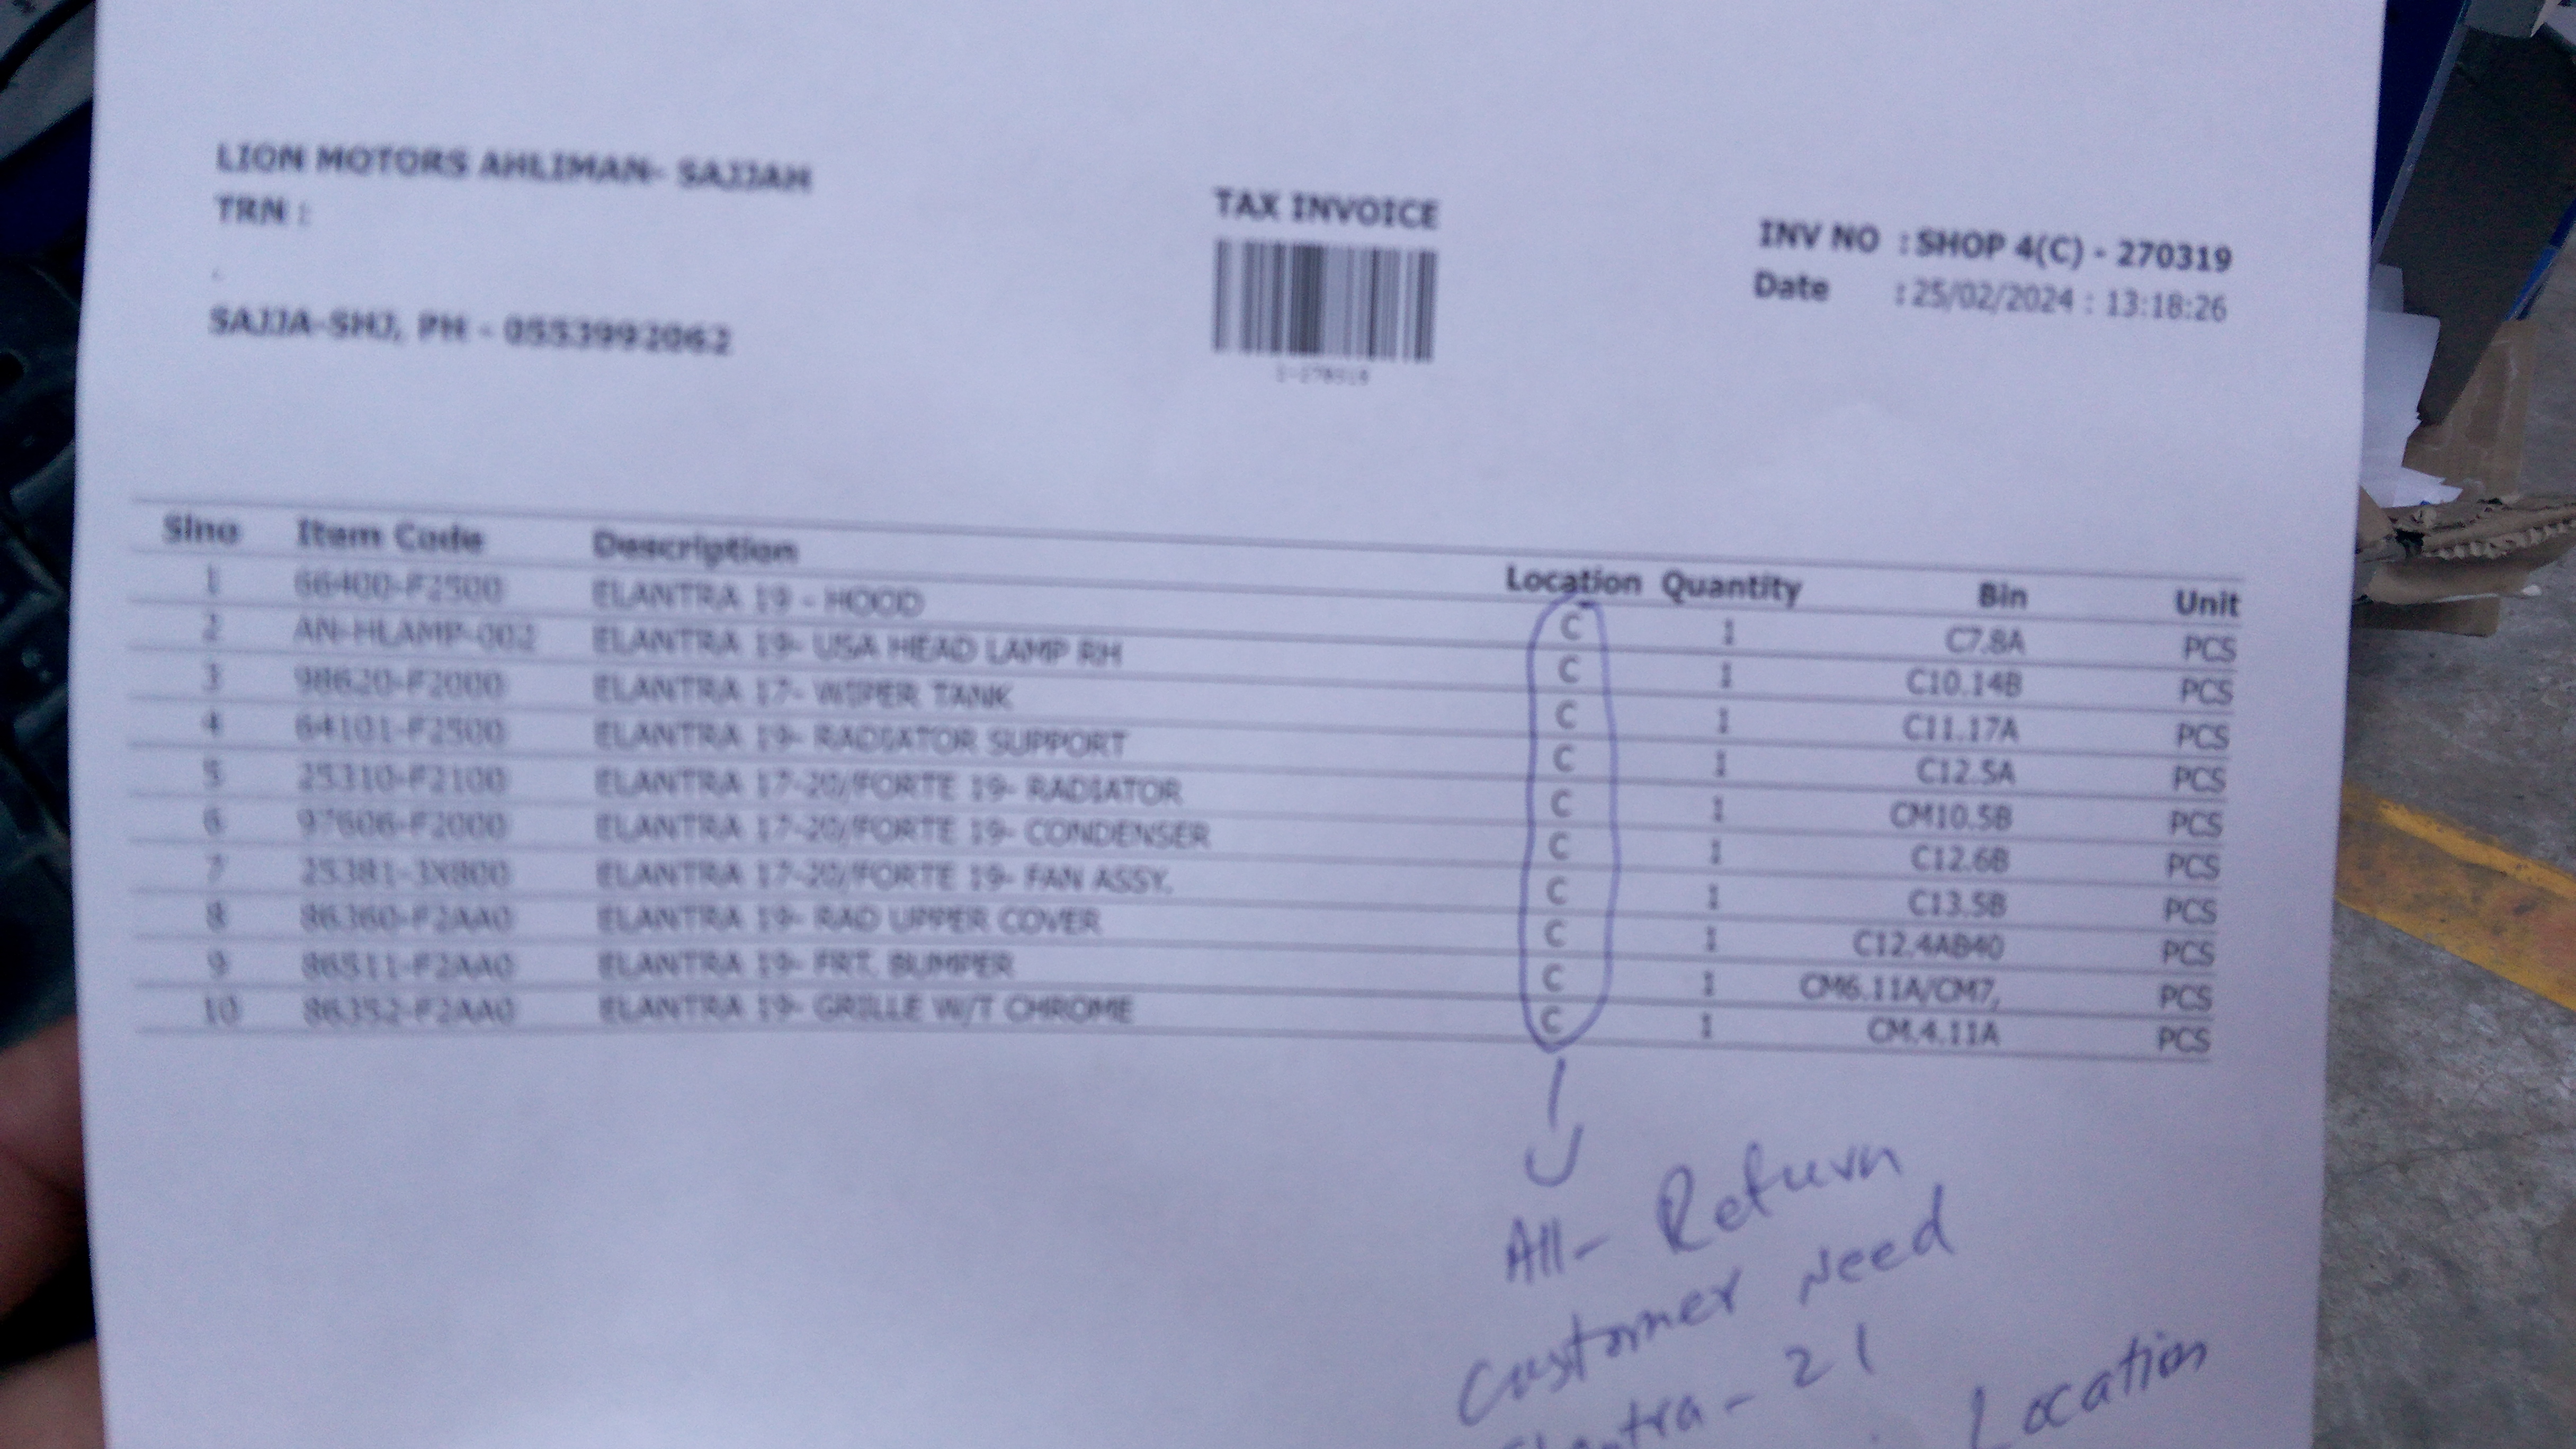 LION MOTORS AHLIMAN- SAJJAH
TRN :
SAJJA-SHJ, PH - 0553992062
TAX INVOICE
INV NO : SHOP 4(C) - 270319
Date : 25/02/2024 : 13:18:26
Slno Item Code Description Location Quantity Bin Unit
1 66400-F2500 ELANTRA 19 - HOOD C 1 C7.8A PCS
2 AN-HLAMP-002 ELANTRA 19- USA HEAD LAMP RH C 1 C10.14B PCS
3 98620-F2000 ELANTRA 17- WIPER TANK C 1 C11.17A PCS
4 64101-F2500 ELANTRA 19- RADIATOR SUPPORT C 1 C12.5A PCS
5 25310-F2100 ELANTRA 17-20/FORTE 19- RADIATOR C 1 CM10.5B PCS
6 97606-F2000 ELANTRA 17-20/FORTE 19- CONDENSER C 1 C12.6B PCS
7 25381-3X800 ELANTRA 17-20/FORTE 19- FAN ASSY. C 1 C13.5B PCS
8 86360-F2AA0 ELANTRA 19- RAD UPPER COVER C 1 C12.4AB40 PCS
9 86511-F2AA0 ELANTRA 19- FRT. BUMPER C 1 CM6.11A/CM7, PCS
10 86352-F2AA0 ELANTRA 19- GRILLE W/T CHROME C 1 CM.4.11A PCS
All- Return
Customer Need
Elantra - 21
Location